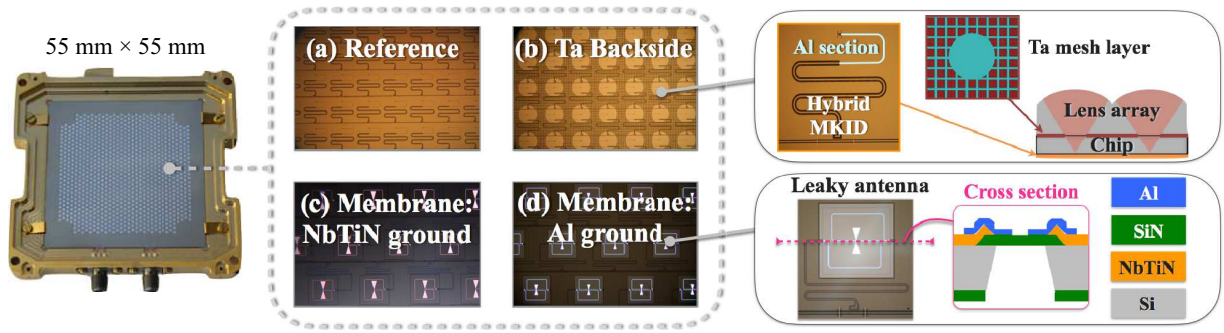 55 mm × 55 mm
(a) Reference
(b) Ta Backside
(c) Membrane:
NbTiN ground
(d) Membrane:
Al ground
Al section
Hybrid
MKID
Ta mesh layer
Lens array
Chip
Leaky antenna
Cross section
Al
SiN
NbTiN
Si